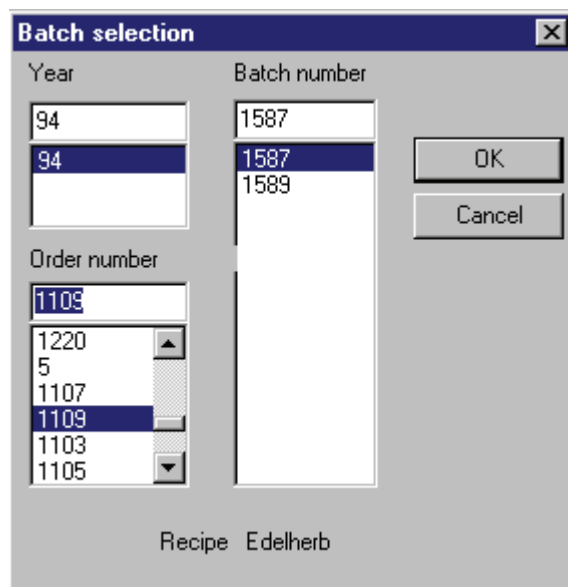 Batch selection
Year
94
94
Order number
1109
1220
5
1107
1109
1103
1105
Batch number
1587
1587
1589
OK
Cancel
Recipe Edelherb